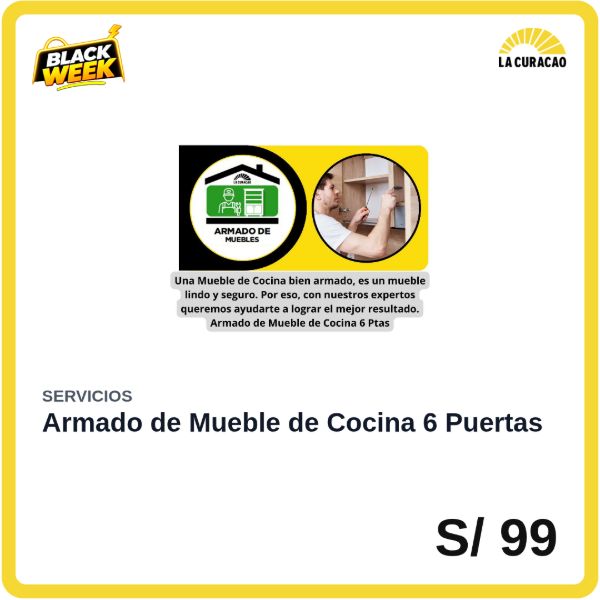 BLACK
WEEK
LA CURACAO
LA CURACAO
ARMADO DE
MUEBLES
Una Mueble de Cocina bien armado, es un mueble
lindo y seguro. Por eso, con nuestros expertos
queremos ayudarte a lograr el mejor resultado.
Armado de Mueble de Cocina 6 Ptas
SERVICIOS
Armado de Mueble de Cocina 6 Puertas
S/ 99